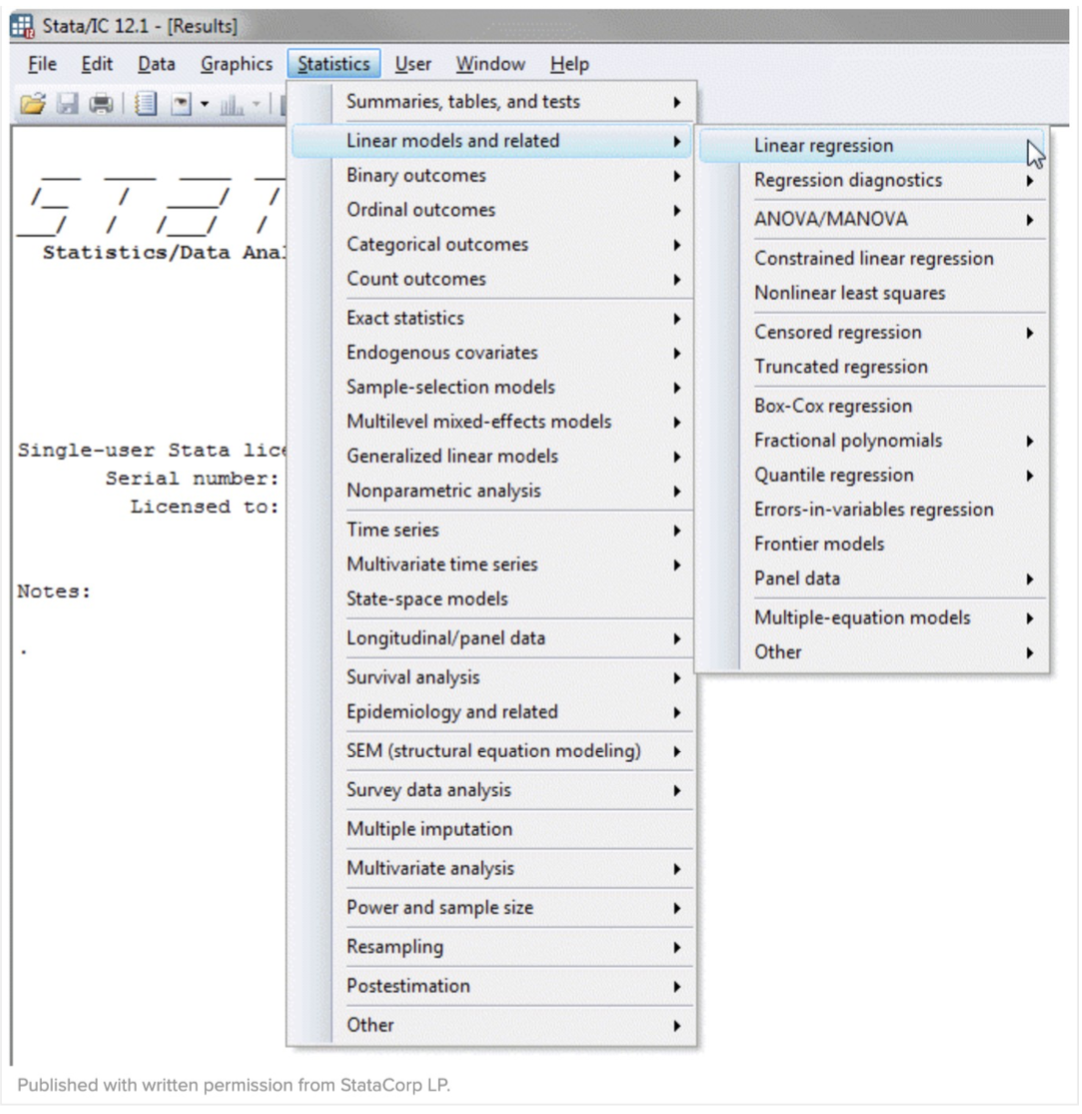 Stata/IC 12.1 - [Results]
File Edit Data Graphics Statistics User Window Help
Statistics/Data Anal
Single-user Stata lice
Serial number:
Licensed to:
Notes:
.
Summaries, tables, and tests
Linear models and related
Binary outcomes
Ordinal outcomes
Categorical outcomes
Count outcomes
Exact statistics
Endogenous covariates
Sample-selection models
Multilevel mixed-effects models
Generalized linear models
Nonparametric analysis
Time series
Multivariate time series
State-space models
Longitudinal/panel data
Survival analysis
Epidemiology and related
SEM (structural equation modeling)
Survey data analysis
Multiple imputation
Multivariate analysis
Power and sample size
Resampling
Postestimation
Other
Linear regression
Regression diagnostics
ANOVA/MANOVA
Constrained linear regression
Nonlinear least squares
Censored regression
Truncated regression
Box-Cox regression
Fractional polynomials
Quantile regression
Errors-in-variables regression
Frontier models
Panel data
Multiple-equation models
Other
Published with written permission from StataCorp LP.